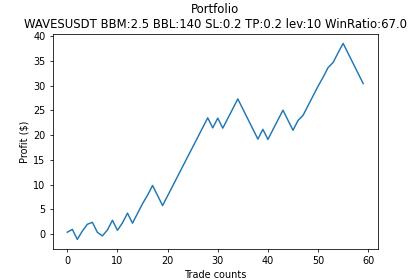 Portfolio
WAVESUSDT BBM:2.5 BBL:140 SL:0.2 TP:0.2 lev:10 WinRatio:67.0
40
35
30
25
20
15
10
5
0
Profit ($)
0 10 20 30 40 50 60
Trade counts